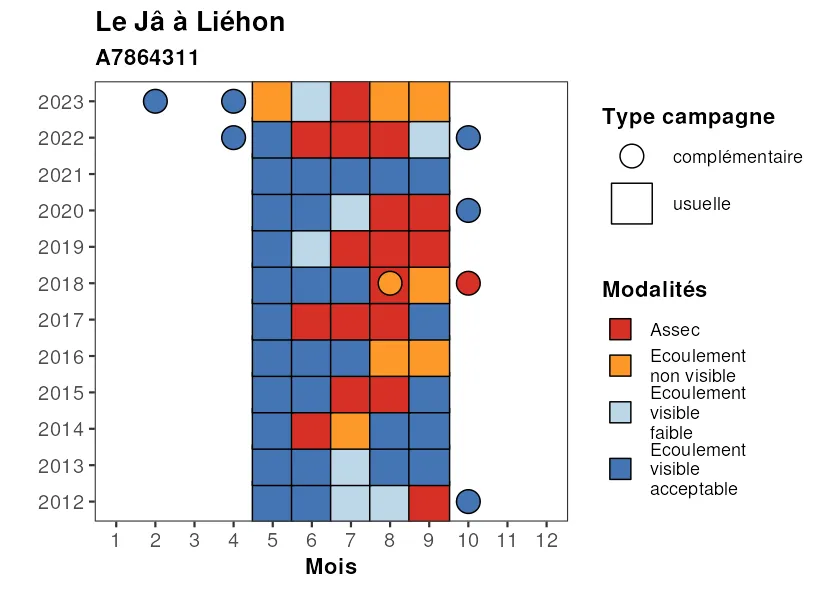 Le Jâ à Liéhon
A7864311
2023
2022
2021
2020
2019
2018
2017
2016
2015
2014
2013
2012
1 2 3 4 5 6 7 8 9 10 11 12
Mois
Type campagne
complémentaire
usuelle
Modalités
Assec
Ecoulement
non visible
Ecoulement
visible
faible
Ecoulement
visible
acceptable